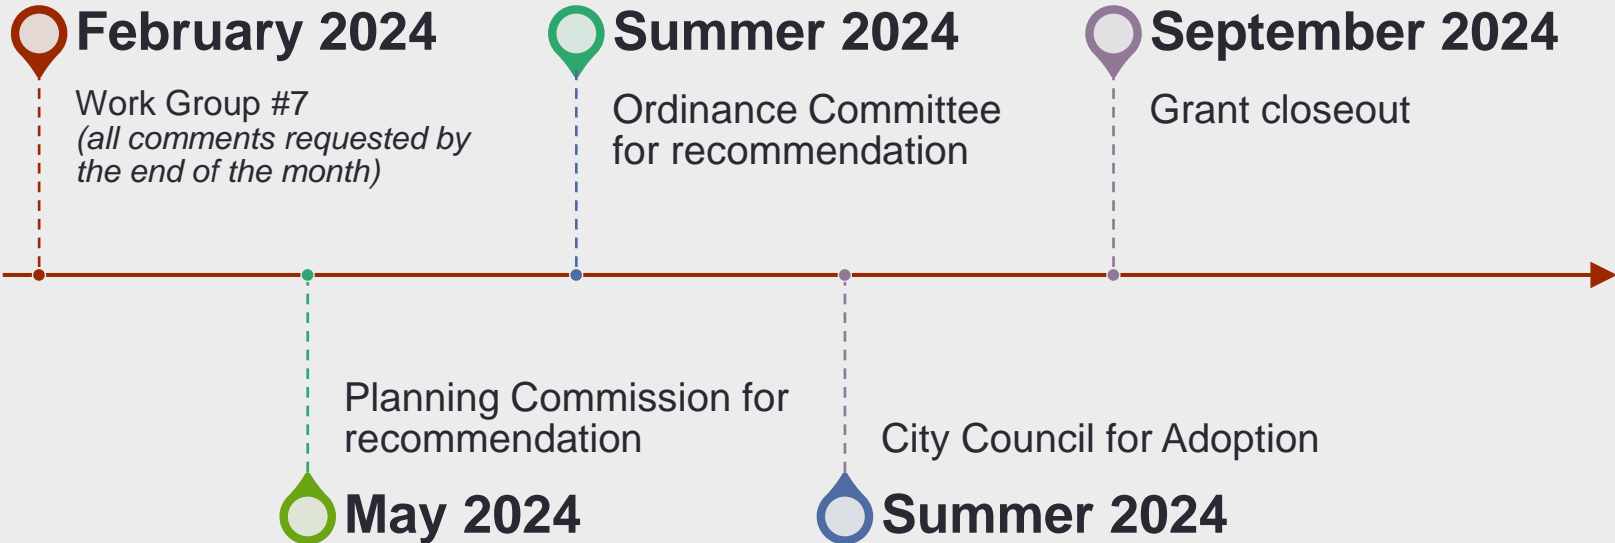 February 2024
Work Group #7
(all comments requested by
the end of the month)
Summer 2024
Ordinance Committee
for recommendation
September 2024
Grant closeout
Planning Commission for
recommendation
May 2024
City Council for Adoption
Summer 2024